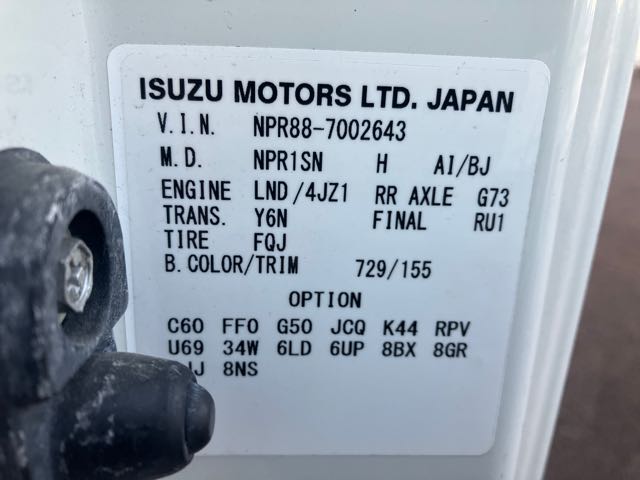 ISUZU MOTORS LTD. JAPAN
V.I.N. NPR88-7002643
M.D. NPR1SN H AI/BJ
ENGINE LND/4JZ1 RR AXLE G73
TRANS. Y6N FINAL RU1
TIRE FQJ
B.COLOR/TRIM 729/155
OPTION
C60 FF0 G50 JCQ K44 RPV
U69 34W 6LD 6UP 8BX 8GR
8NS